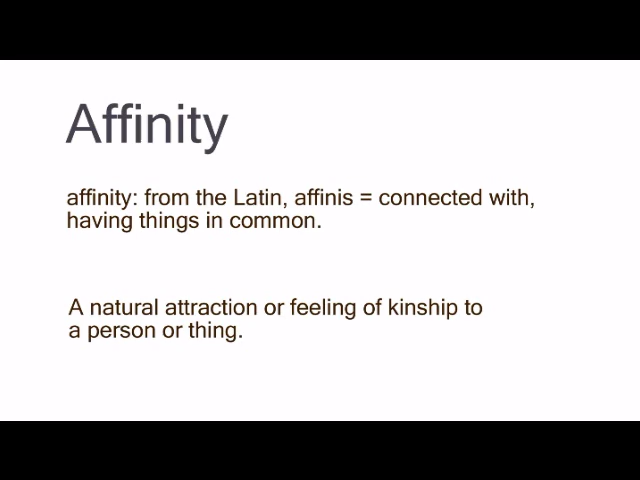 Affinity
affinity: from the Latin, affinis = connected with,
having things in common.
A natural attraction or feeling of kinship to
a person or thing.